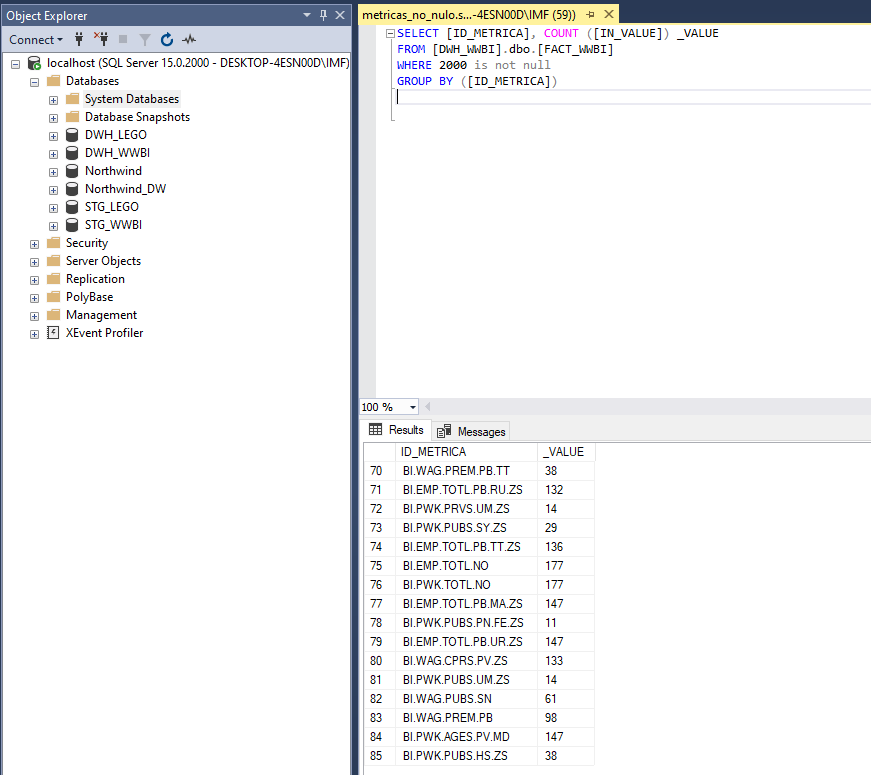 Object Explorer
Connect
localhost (SQL Server 15.0.2000 - DESKTOP-4ESN00D\IMF)
Databases
System Databases
Database Snapshots
DWH_LEGO
DWH_WWBI
Northwind
Northwind_DW
STG_LEGO
STG_WWBI
Security
Server Objects
Replication
PolyBase
Management
XEvent Profiler
metricas_no_nulo.s...-4ESN00D\IMF (59))
SELECT [ID_METRICA], COUNT ([IN_VALUE]) _VALUE
FROM [DWH_WWBI].dbo.[FACT_WWBI]
WHERE 2000 is not null
GROUP BY ([ID_METRICA])
100 %
Results Messages
ID_METRICA _VALUE
70 BI.WAG.PREM.PB.TT 38
71 BI.EMP.TOTL.PB.RU.ZS 132
72 BI.PWK.PRVS.UM.ZS 14
73 BI.PWK.PUBS.SY.ZS 29
74 BI.EMP.TOTL.PB.TT.ZS 136
75 BI.EMP.TOTL.NO 177
76 BI.PWK.TOTL.NO 177
77 BI.EMP.TOTL.PB.MA.ZS 147
78 BI.PWK.PUBS.PN.FE.ZS 11
79 BI.EMP.TOTL.PB.UR.ZS 147
80 BI.WAG.CPRS.PV.ZS 133
81 BI.PWK.PUBS.UM.ZS 14
82 BI.WAG.PUBS.SN 61
83 BI.WAG.PREM.PB 98
84 BI.PWK.AGES.PV.MD 147
85 BI.PWK.PUBS.HS.ZS 38